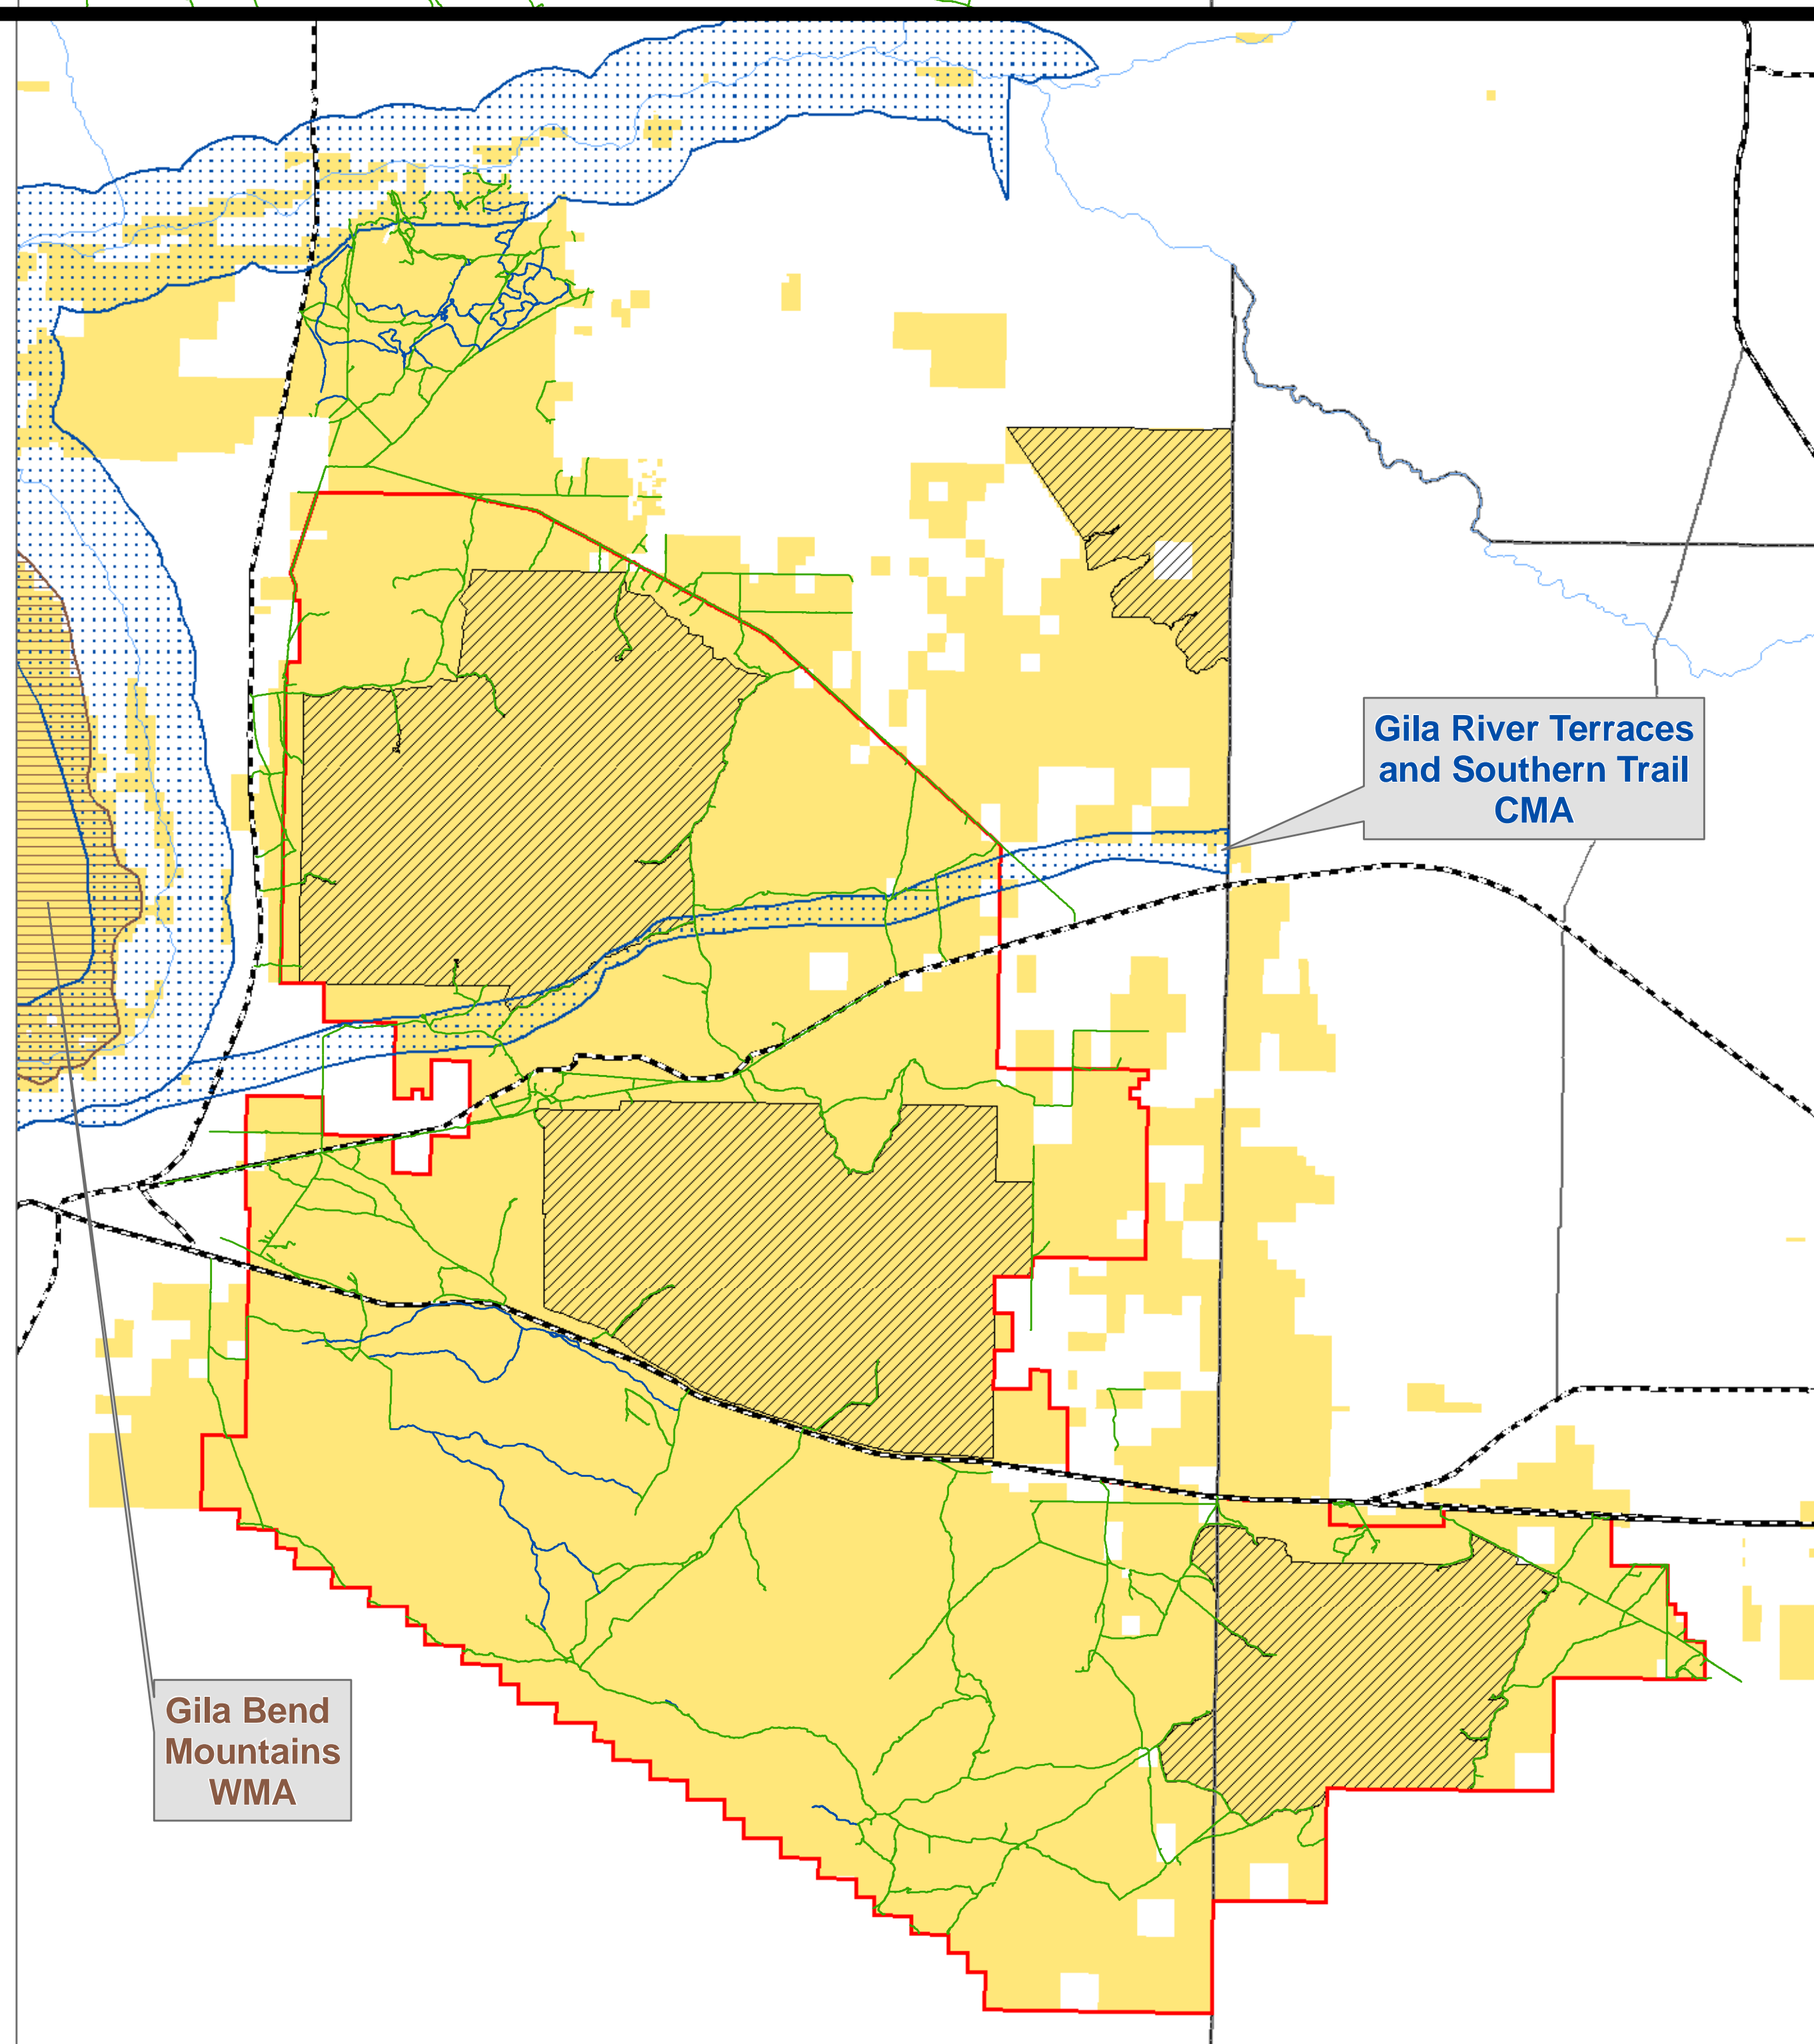 Gila River Terraces
and Southern Trail
CMA
Gila Bend
Mountains
WMA